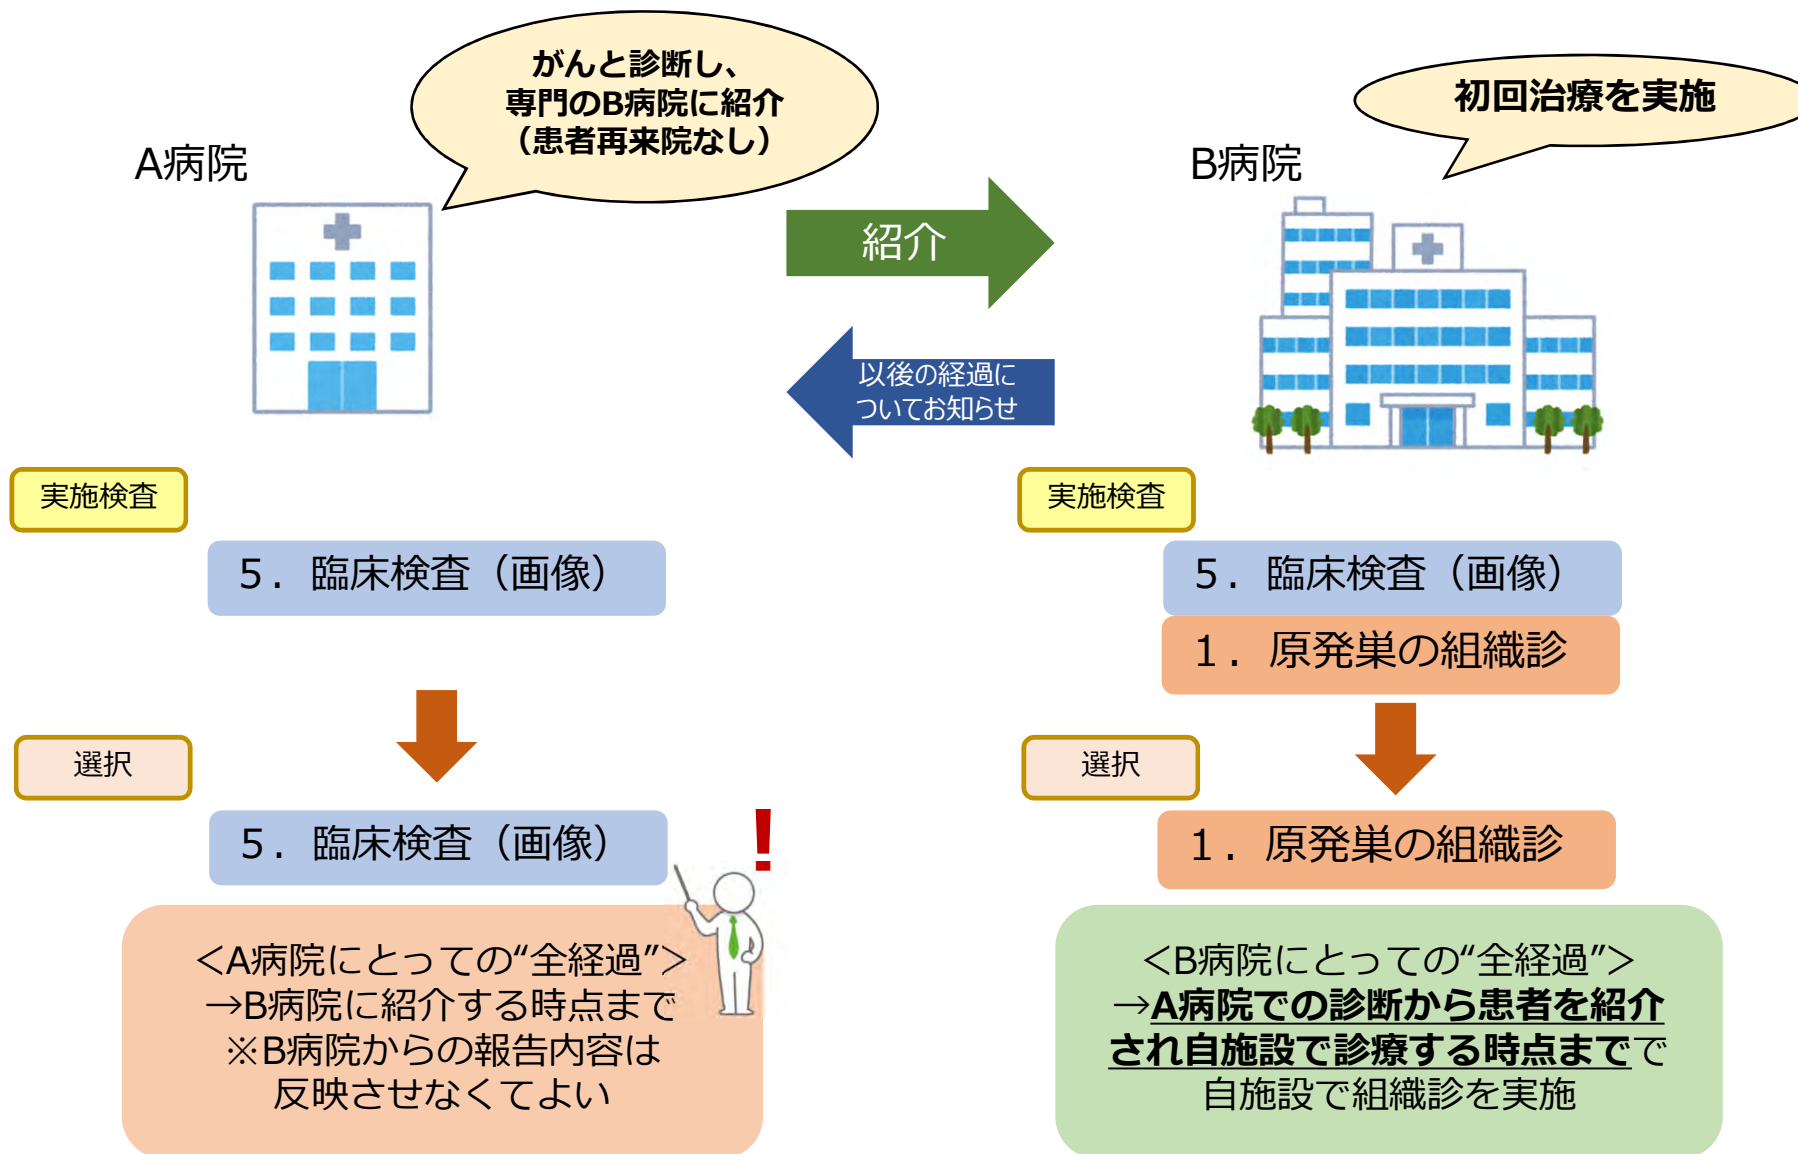 がんと診断し、
専門のB病院に紹介
（患者再来院なし）
初回治療を実施
A病院
B病院
紹介
以後の経過に
ついてお知らせ
実施検査
実施検査
５．臨床検査（画像）
５．臨床検査（画像）
１．原発巣の組織診
選択
選択
５．臨床検査（画像）
!
１．原発巣の組織診
＜A病院にとっての“全経過”＞
→B病院に紹介する時点まで
※B病院からの報告内容は
反映させなくてよい
＜B病院にとっての“全経過”＞
→A病院での診断から患者を紹介
され自施設で診療する時点までで
自施設で組織診を実施